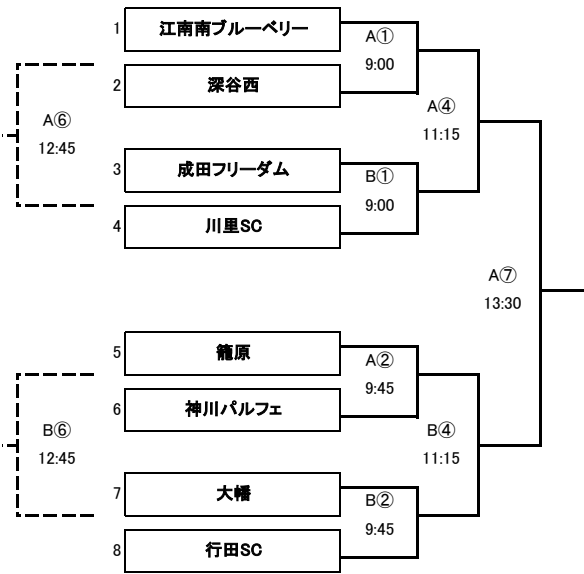 1 江南南ブルーベリー
A①
9:00
2 深谷西
A⑥
12:45
A④
11:15
3 成田フリーダム
B①
9:00
4 川里SC
A⑦
13:30
5 籠原
A②
9:45
6 神川パルフェ
B⑥
12:45
B④
11:15
7 大幡
B②
9:45
8 行田SC